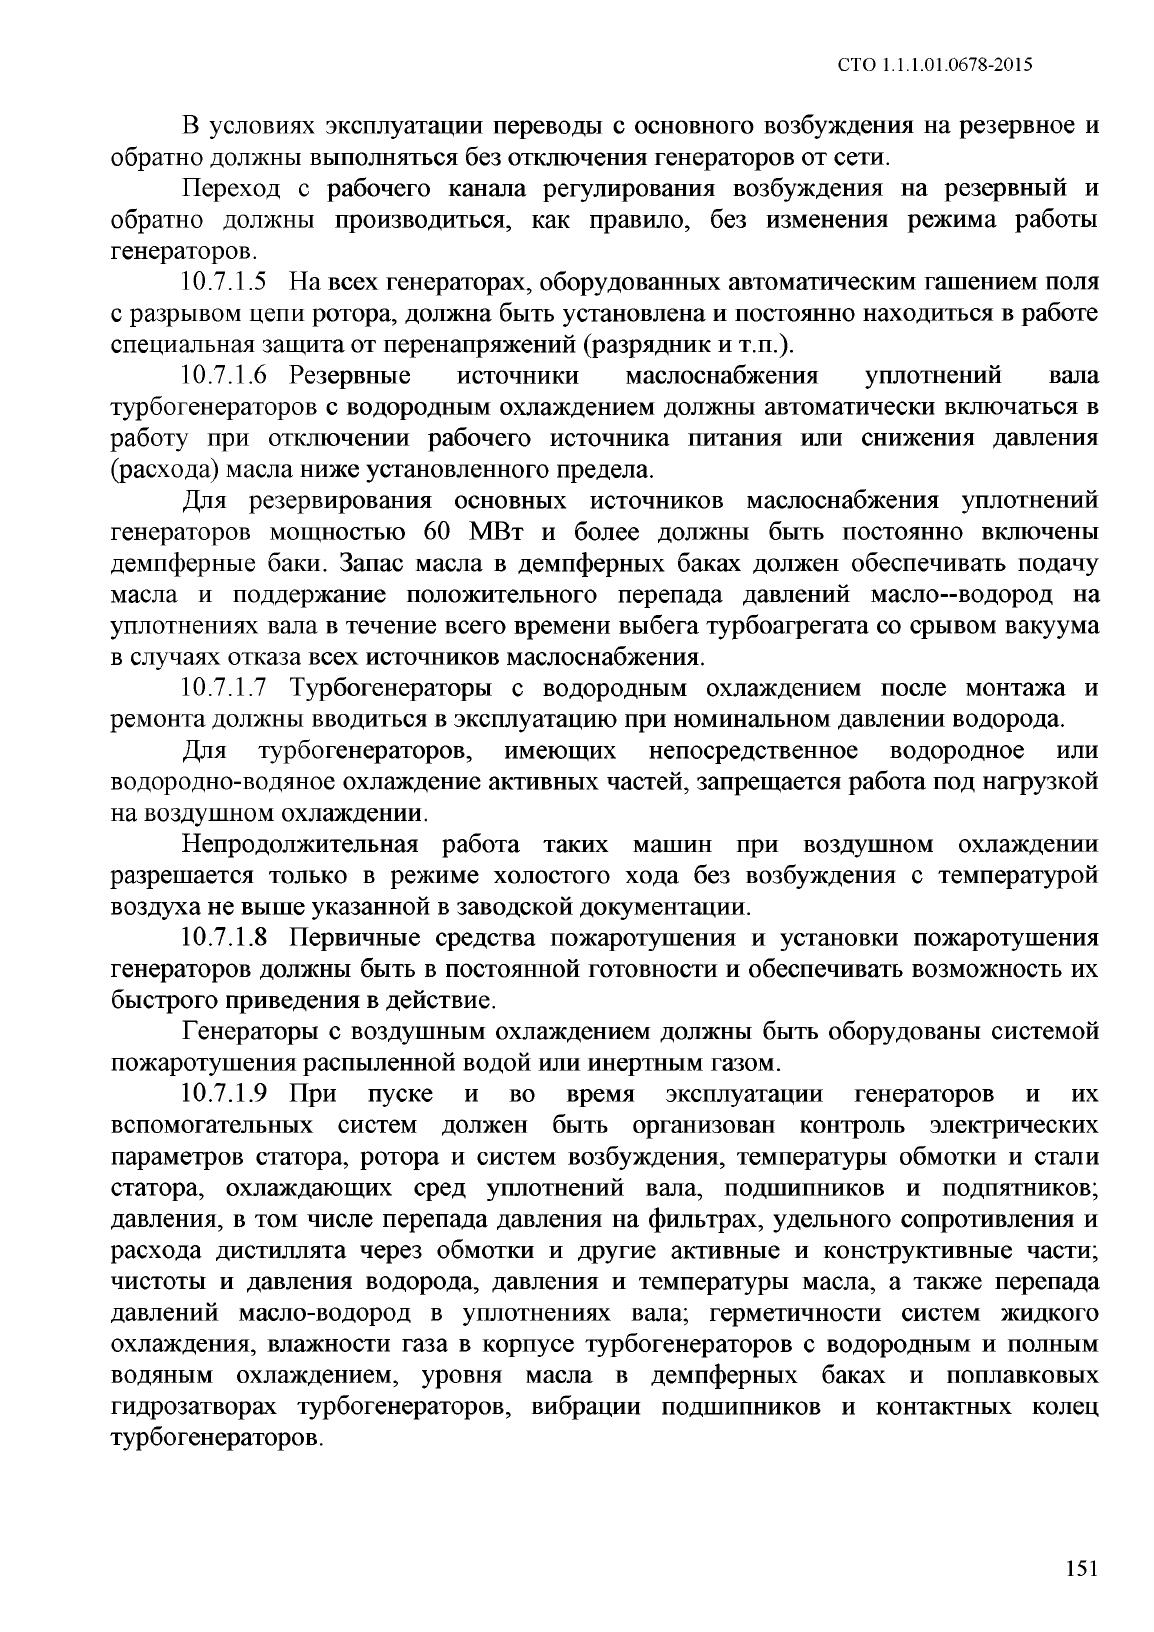 СТО 1.1.1.01.0678-2015
В условиях эксплуатации переводы с основного возбуждения на резервное и
обратно должны выполняться без отключения генераторов от сети.
Переход с рабочего канала регулирования возбуждения на резервный и
обратно должны производиться, как правило, без изменения режима работы
генераторов.
10.7.1.5 На всех генераторах, оборудованных автоматическим гашением поля
с разрывом цепи ротора, должна быть установлена и постоянно находиться в работе
специальная защита от перенапряжений (разрядник и т.п.).
10.7.1.6 Резервные источники маслоснабжения уплотнений вала
турбогенераторов с водородным охлаждением должны автоматически включаться в
работу при отключении рабочего источника питания или снижения давления
(расхода) масла ниже установленного предела.
Для резервирования основных источников маслоснабжения уплотнений
генераторов мощностью 60 МВт и более должны быть постоянно включены
демпферные баки. Запас масла в демпферных баках должен обеспечивать подачу
масла и поддержание положительного перепада давлений масло--водород на
уплотнениях вала в течение всего времени выбега турбоагрегата со срывом вакуума
в случаях отказа всех источников маслоснабжения.
10.7.1.7 Турбогенераторы с водородным охлаждением после монтажа и
ремонта должны вводиться в эксплуатацию при номинальном давлении водорода.
Для турбогенераторов, имеющих непосредственное водородное или
водородно-водяное охлаждение активных частей, запрещается работа под нагрузкой
на воздушном охлаждении.
Непродолжительная работа таких машин при воздушном охлаждении
разрешается только в режиме холостого хода без возбуждения с температурой
воздуха не выше указанной в заводской документации.
10.7.1.8 Первичные средства пожаротушения и установки пожаротушения
генераторов должны быть в постоянной готовности и обеспечивать возможность их
быстрого приведения в действие.
Генераторы с воздушным охлаждением должны быть оборудованы системой
пожаротушения распыленной водой или инертным газом.
10.7.1.9 При пуске и во время эксплуатации генераторов и их
вспомогательных систем должен быть организован контроль электрических
параметров статора, ротора и систем возбуждения, температуры обмотки и стали
статора, охлаждающих сред уплотнений вала, подшипников и подпятников;
давления, в том числе перепада давления на фильтрах, удельного сопротивления и
расхода дистиллята через обмотки и другие активные и конструктивные части;
чистоты и давления водорода, давления и температуры масла, а также перепада
давлений масло-водород в уплотнениях вала; герметичности систем жидкого
охлаждения, влажности газа в корпусе турбогенераторов с водородным и полным
водяным охлаждением, уровня масла в демпферных баках и поплавковых
гидрозатворах турбогенераторов, вибрации подшипников и контактных колец
турбогенераторов.
151